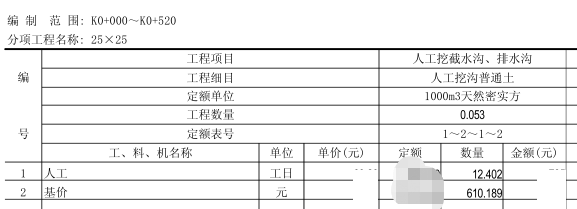 编 制 范 围: K0+000～K0+520
分项工程名称: 25×25
编号
工程项目 人工挖截水沟、排水沟
工程细目 人工挖沟普通土
定额单位 1000m3天然密实方
工程数量 0.053
定额表号 1～2～1～2
工、料、机名称 单位 单价(元) 定额 数量 金额(元)
1 人工 工日 12.402
2 基价 元 610.189